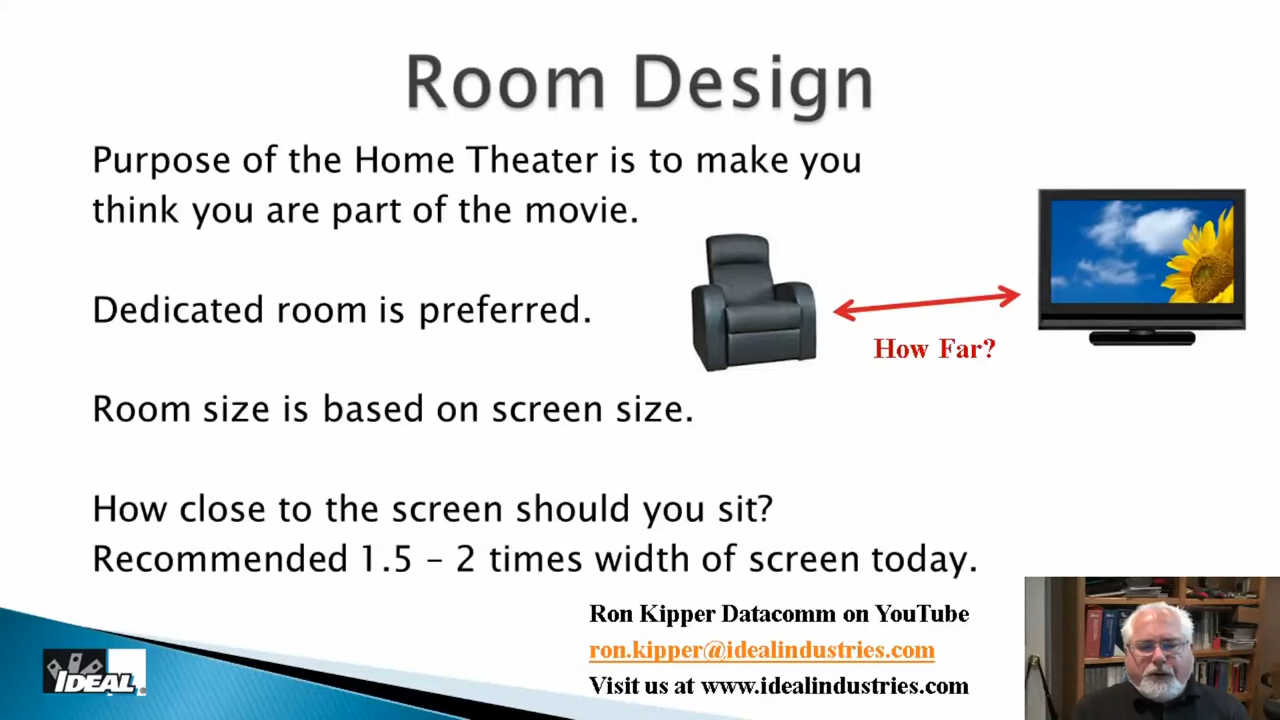 Room Design
Purpose of the Home Theater is to make you
think you are part of the movie.
Dedicated room is preferred.
How Far?
Room size is based on screen size.
How close to the screen should you sit?
Recommended 1.5 – 2 times width of screen today.
Ron Kipper Datacomm on YouTube
ron.kipper@idealindustries.com
Visit us at www.idealindustries.com
IDEAL